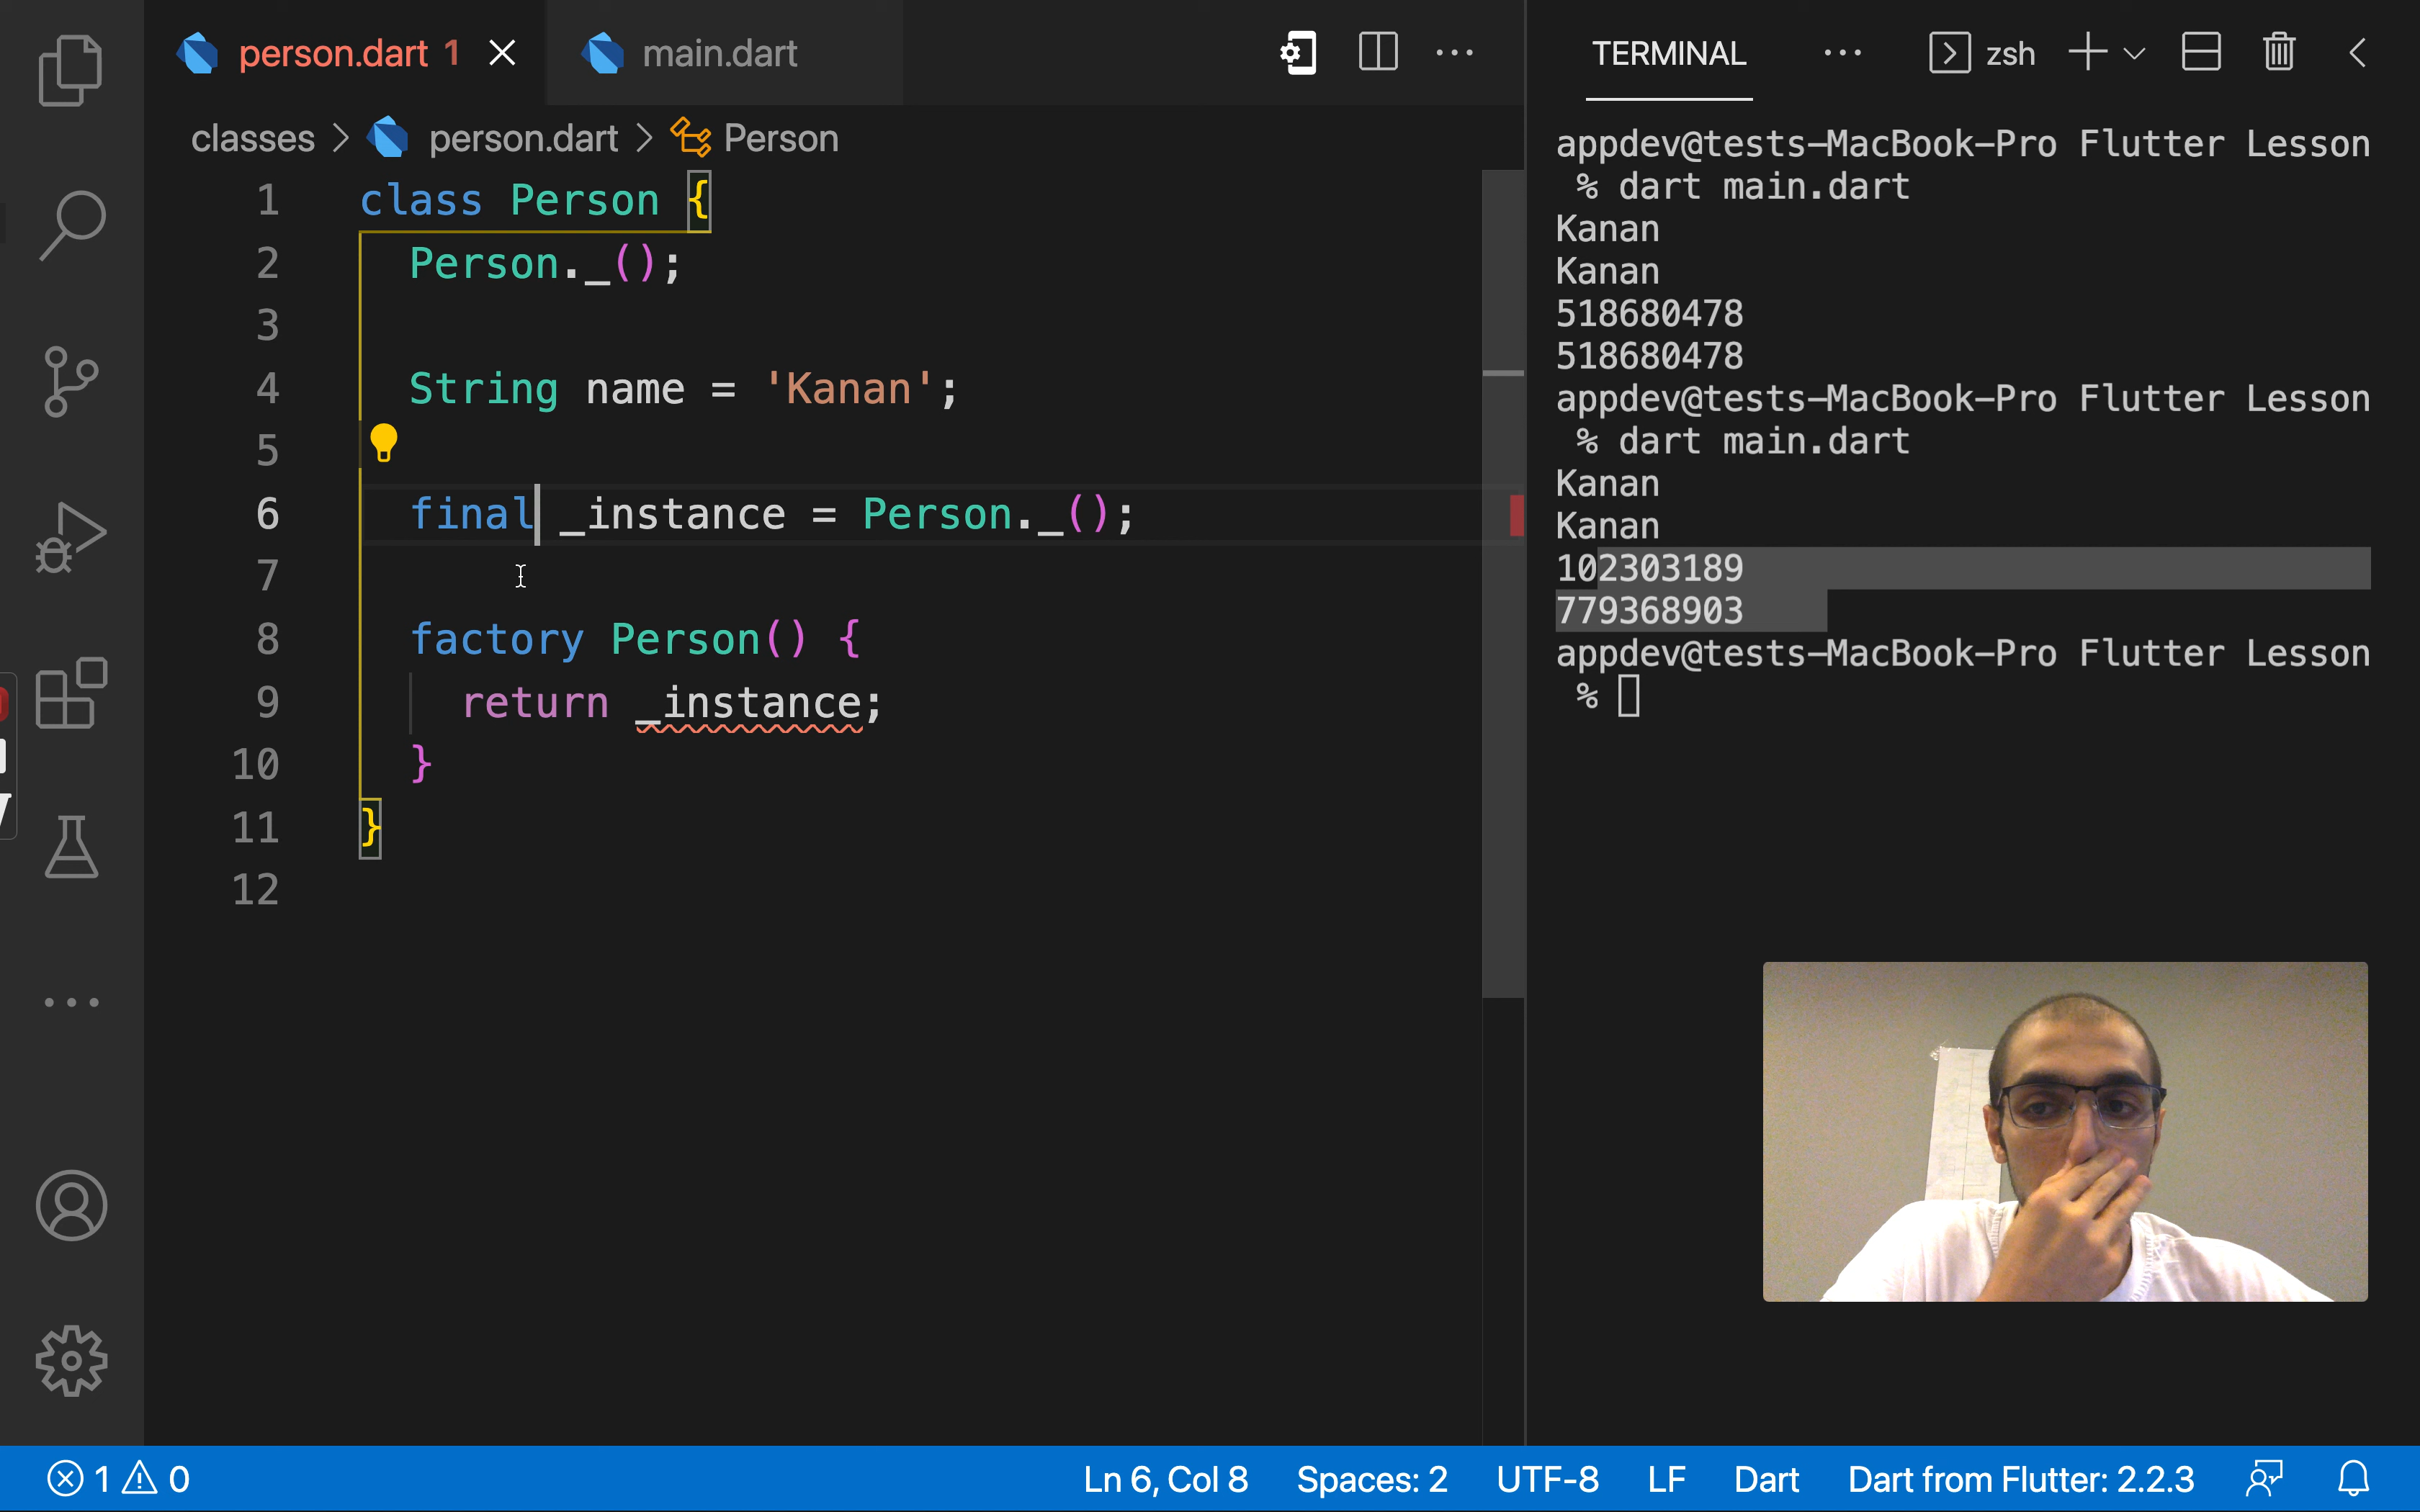 person.dart 1
main.dart
classes > person.dart > Person
1 class Person {
2 Person._();
3
4 String name = 'Kanan';
5
6 final _instance = Person._();
7
8 factory Person() {
9 return _instance;
10 }
11 }
12
TERMINAL
zsh
appdev@tests-MacBook-Pro Flutter Lesson
% dart main.dart
Kanan
Kanan
518680478
518680478
appdev@tests-MacBook-Pro Flutter Lesson
% dart main.dart
Kanan
Kanan
102303189
779368903
appdev@tests-MacBook-Pro Flutter Lesson
%
1 0
Ln 6, Col 8
Spaces: 2
UTF-8
LF
Dart
Dart from Flutter: 2.2.3